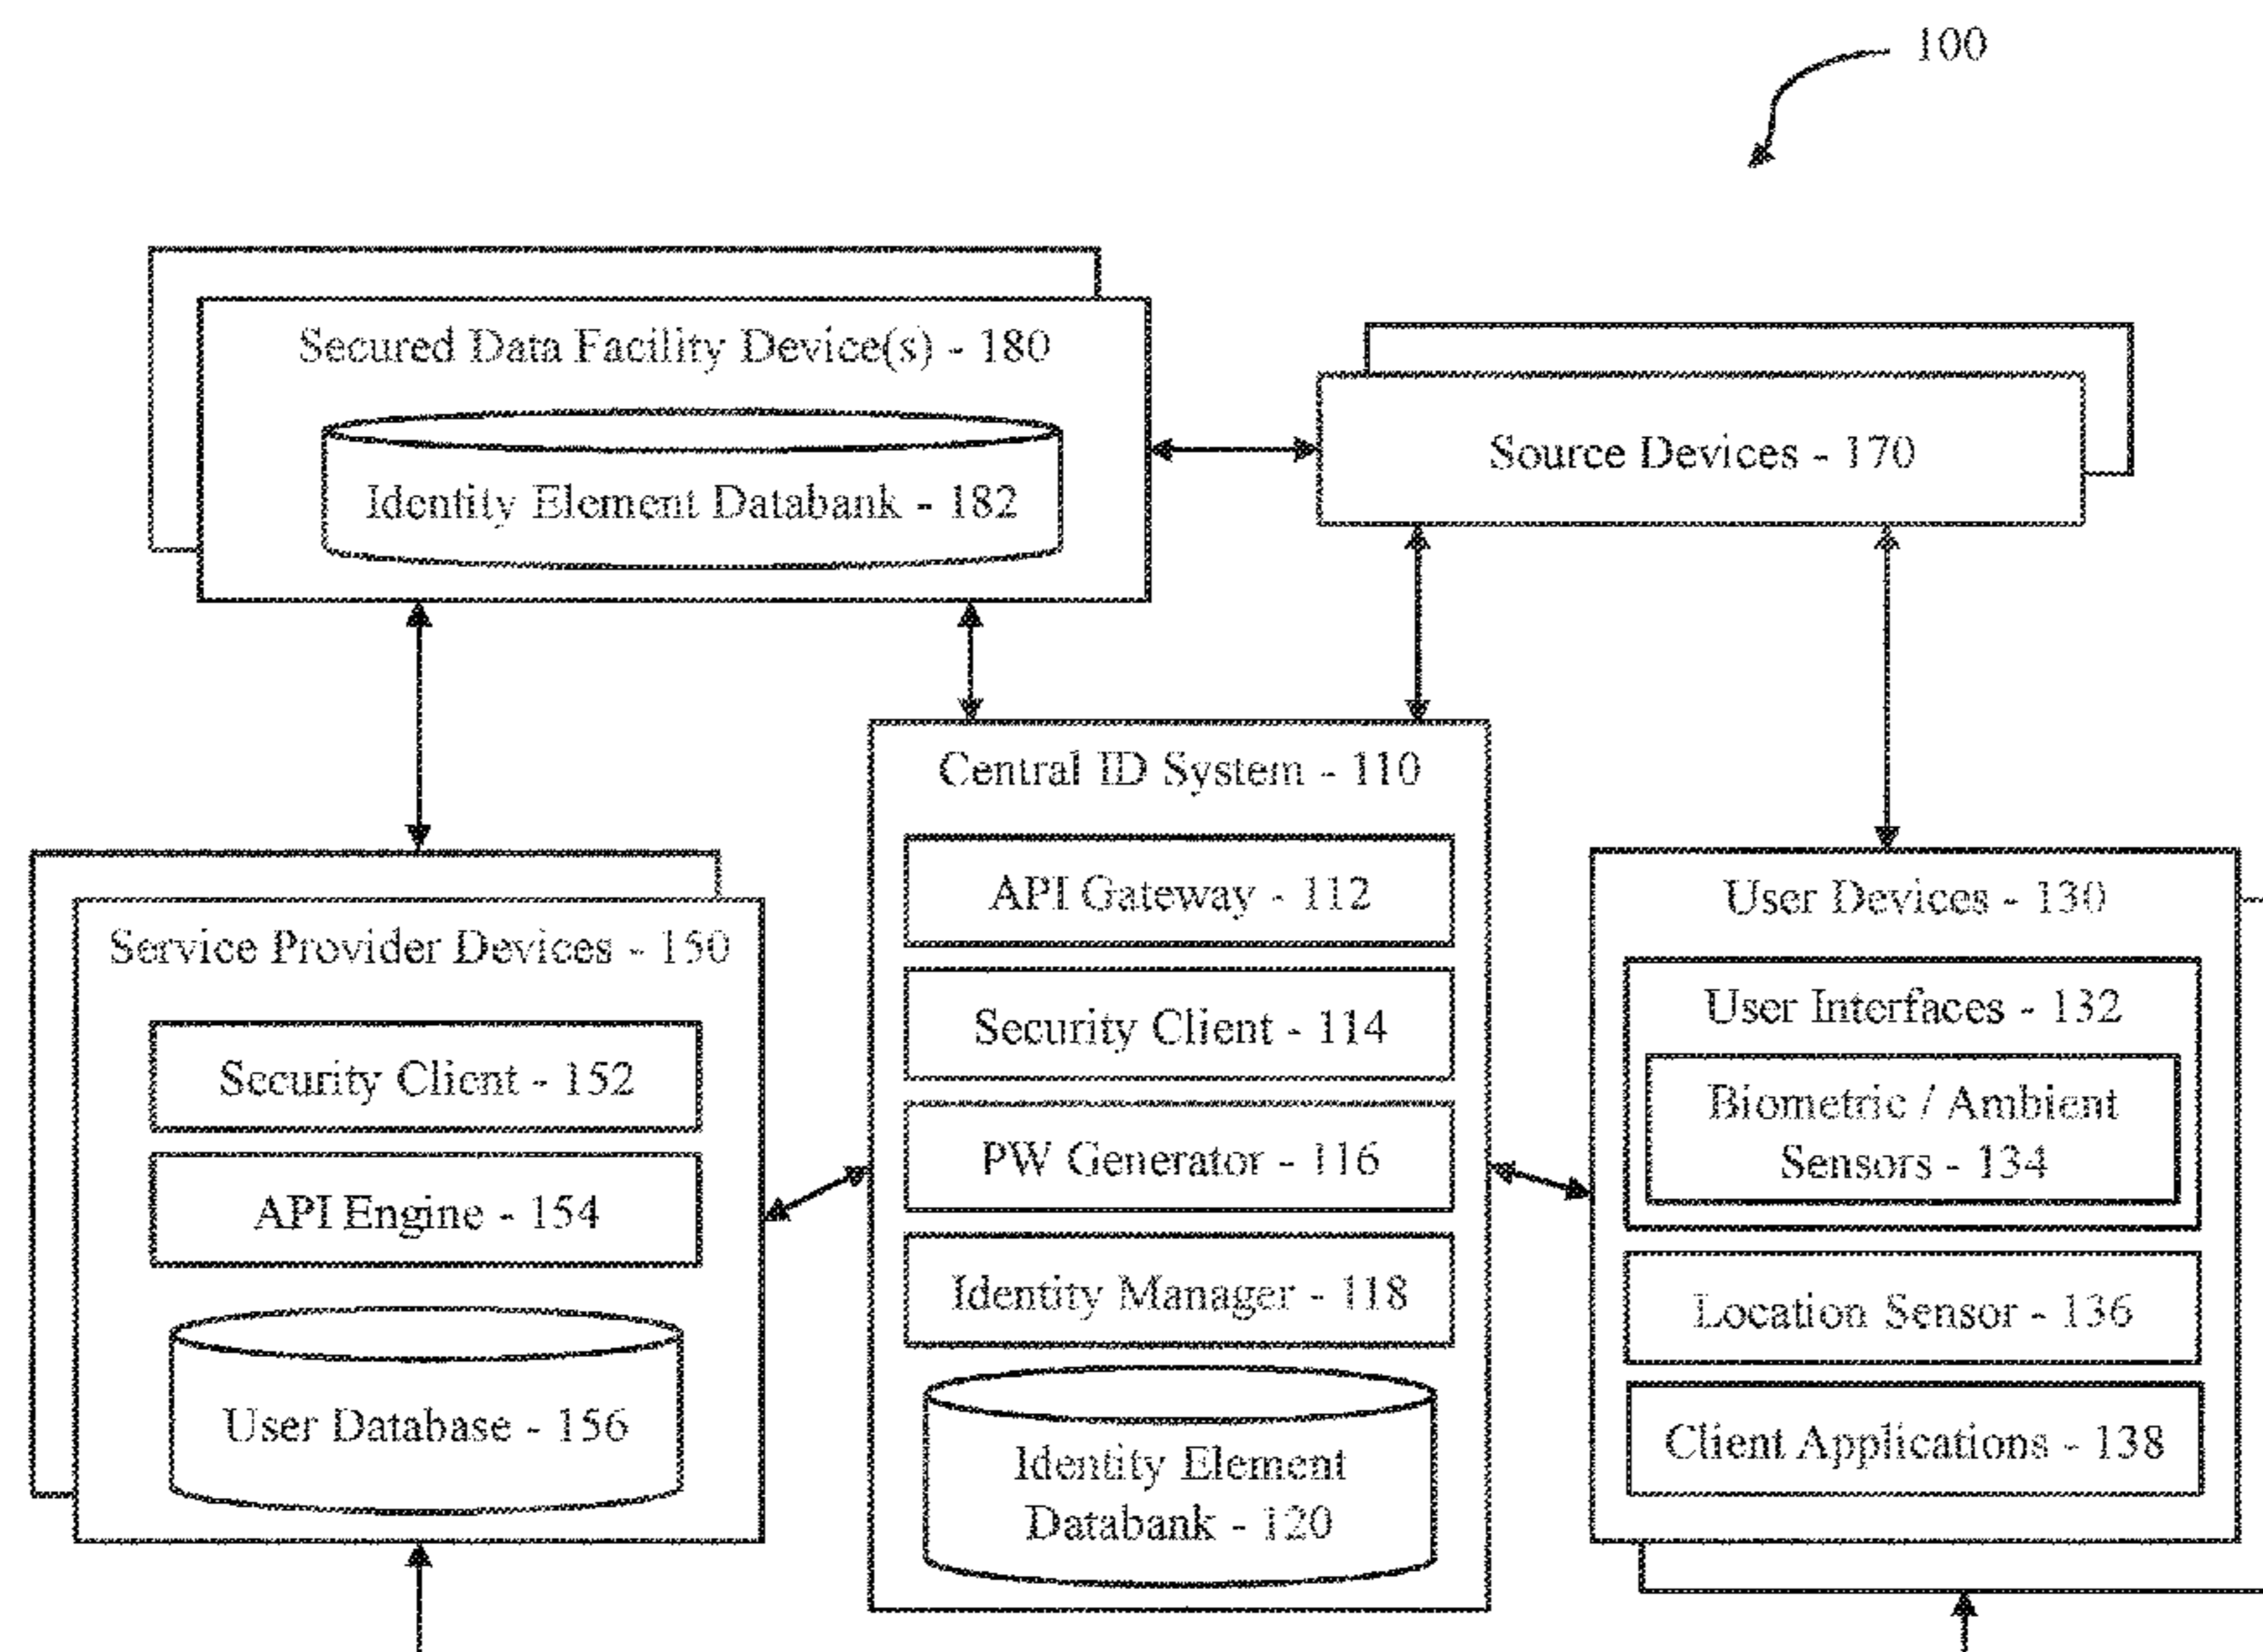 100
Secured Data Facility Device(s) - 180
Identity Element Databank - 182
Source Devices - 170
Central ID System - 110
API Gateway - 112
Security Client - 114
PW Generator - 116
Identity Manager - 118
Identity Element
Databank - 120
Service Provider Devices - 150
Security Client - 152
API Engine - 154
User Database - 156
User Devices - 130
User Interfaces - 132
Biometric / Ambient
Sensors - 134
Location Sensor - 136
Client Applications - 138